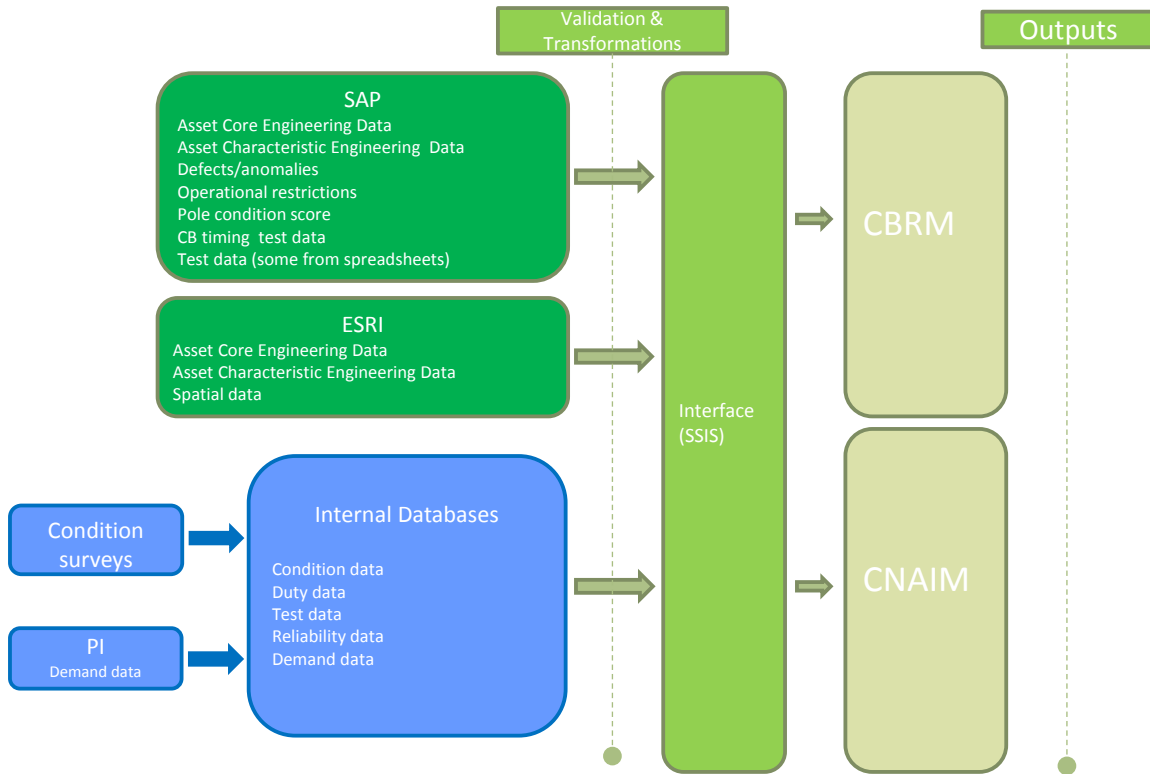 Validation &
Transformations
Outputs
SAP
Asset Core Engineering Data
Asset Characteristic Engineering  Data
Defects/anomalies
Operational restrictions
Pole condition score
CB timing  test data
Test data (some from spreadsheets)
ESRI
Asset Core Engineering Data
Asset Characteristic Engineering Data
Spatial data
Condition
surveys
PI
Demand data
Internal Databases
Condition data
Duty data
Test data
Reliability data
Demand data
Interface
(SSIS)
CBRM
CNAIM